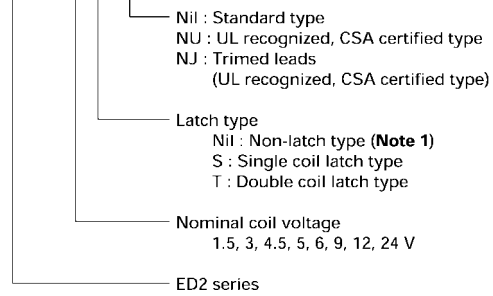 Nil : Standard type
NU : UL recognized, CSA certified type
NJ : Trimed leads
(UL recognized, CSA certified type)
Latch type
Nil : Non-latch type (Note 1)
S : Single coil latch type
T : Double coil latch type
Nominal coil voltage
1.5, 3, 4.5, 5, 6, 9, 12, 24 V
ED2 series